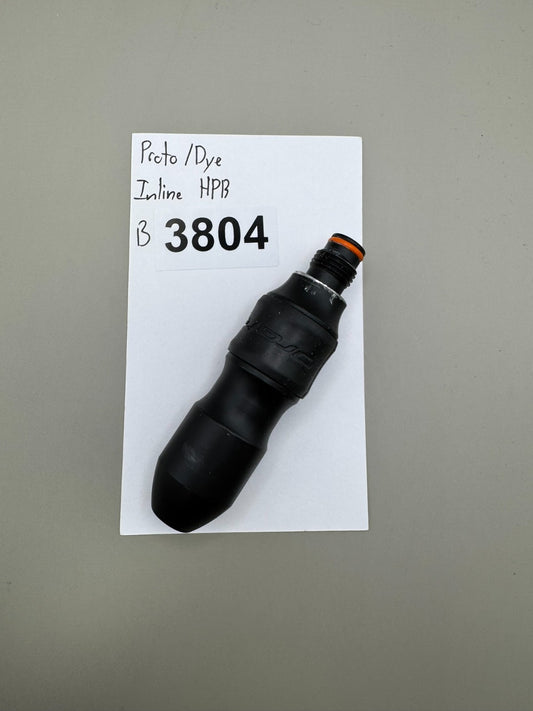 Proto /Dye
Inline HPR
B 3804